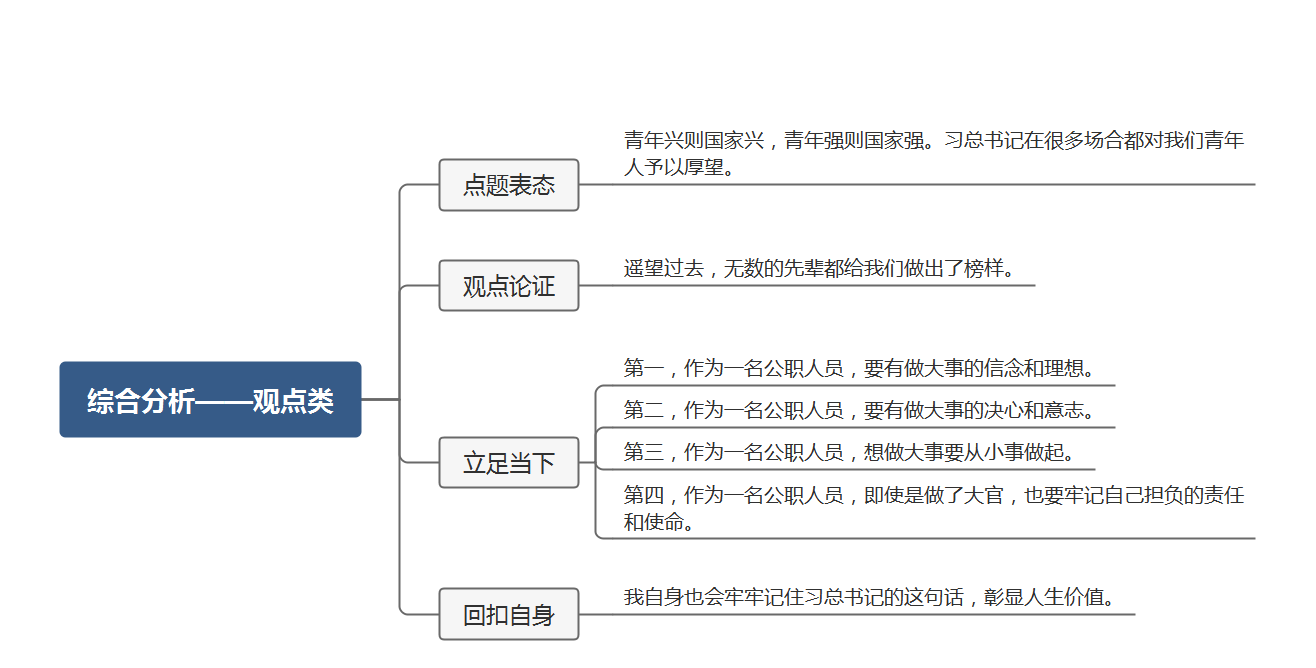 青年兴则国家兴，青年强则国家强。习总书记在很多场合都对我们青年
人予以厚望。
点题表态
遥望过去，无数的先辈都给我们做出了榜样。
观点论证
综合分析——观点类
第一，作为一名公职人员，要有做大事的信念和理想。
第二，作为一名公职人员，要有做大事的决心和意志。
立足当下
第三，作为一名公职人员，想做大事要从小事做起。
第四，作为一名公职人员，即使是做了大官，也要牢记自己担负的责任
和使命。
我自身也会牢牢记住习总书记的这句话，彰显人生价值。
回扣自身